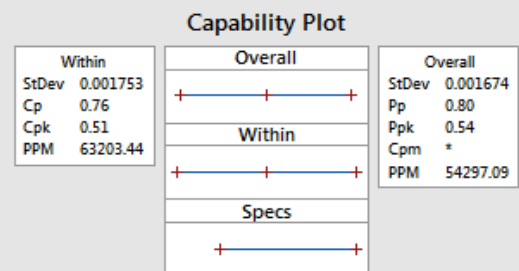 Capability Plot
Within
StDev 0.001753
Cp 0.76
Cpk 0.51
PPM 63203.44
Overall
Within
Specs
Overall
StDev 0.001674
Pp 0.80
Ppk 0.54
Cpm *
PPM 54297.09